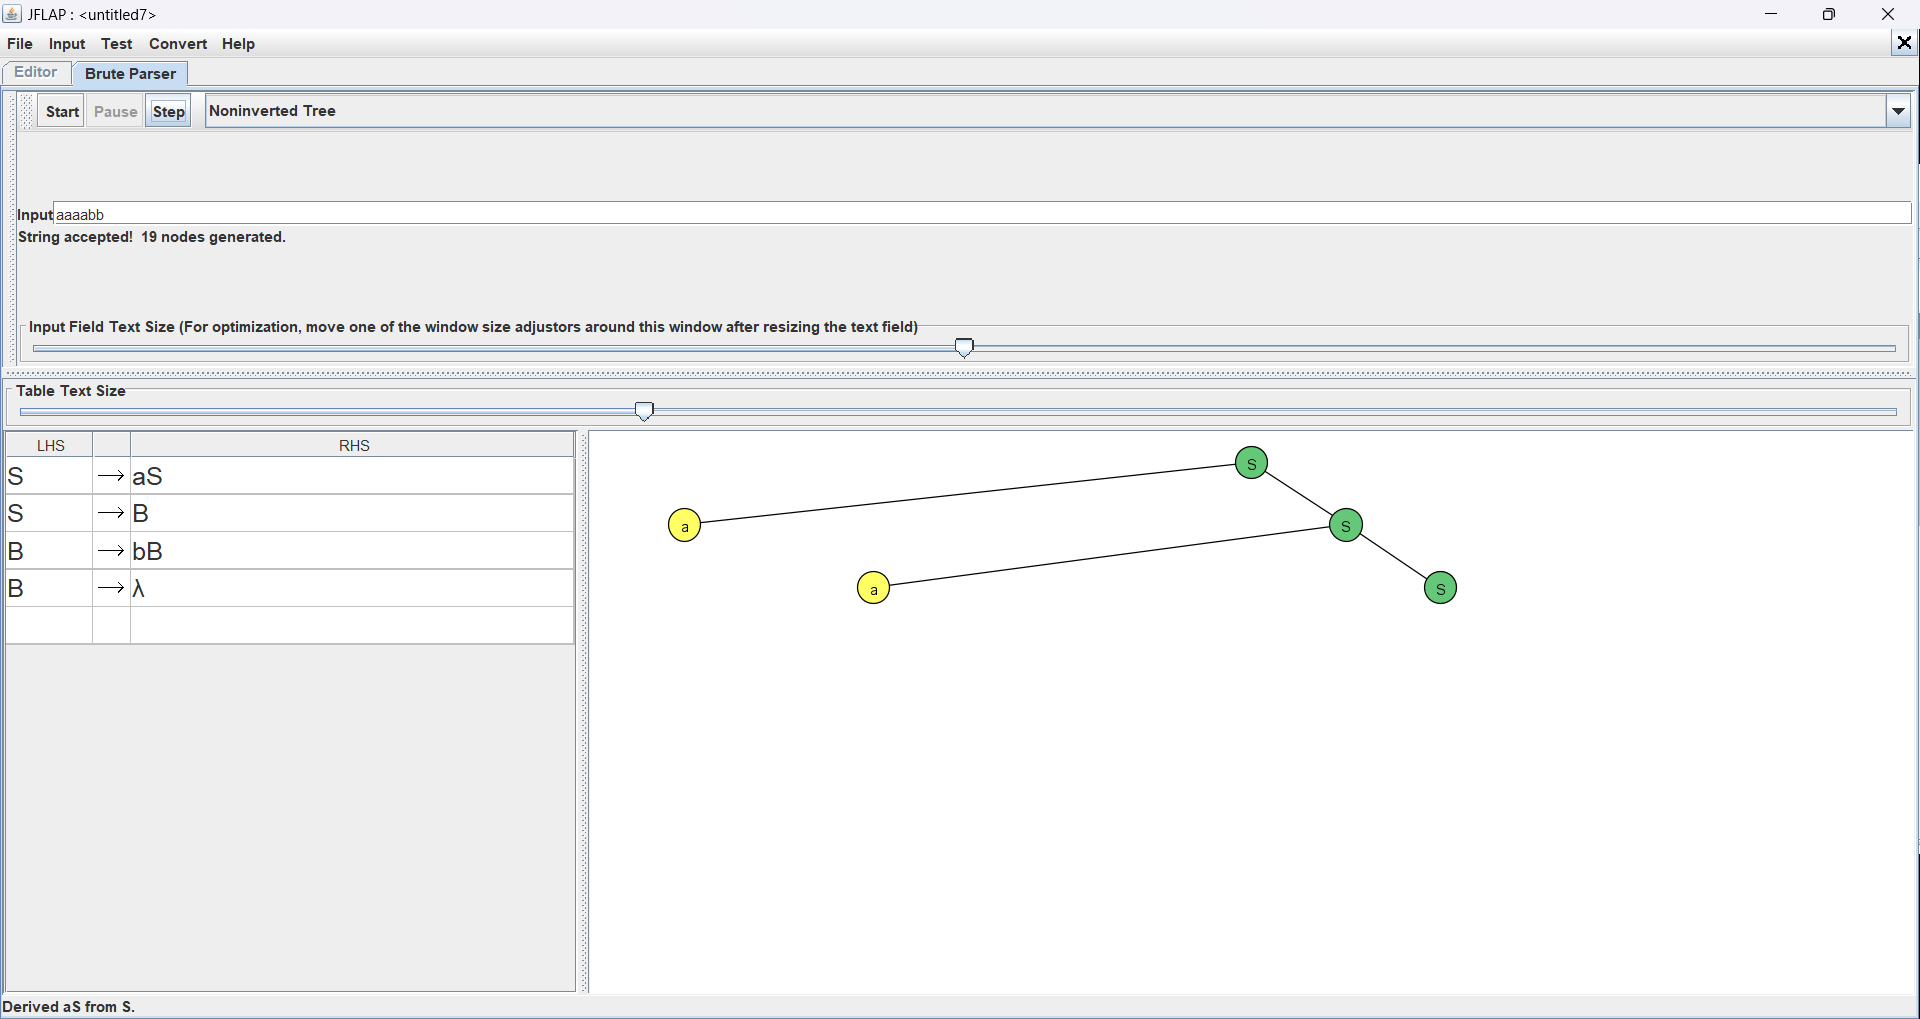 JFLAP : <untitled7>
File Input Test Convert Help
Editor Brute Parser
Start Pause Step Noninverted Tree
Input aaaabb
String accepted! 19 nodes generated.
Input Field Text Size (For optimization, move one of the window size adjustors around this window after resizing the text field)
Table Text Size
LHS RHS
S → aS
S → B
B → bB
B → λ
S
a S
a S
Derived aS from S.